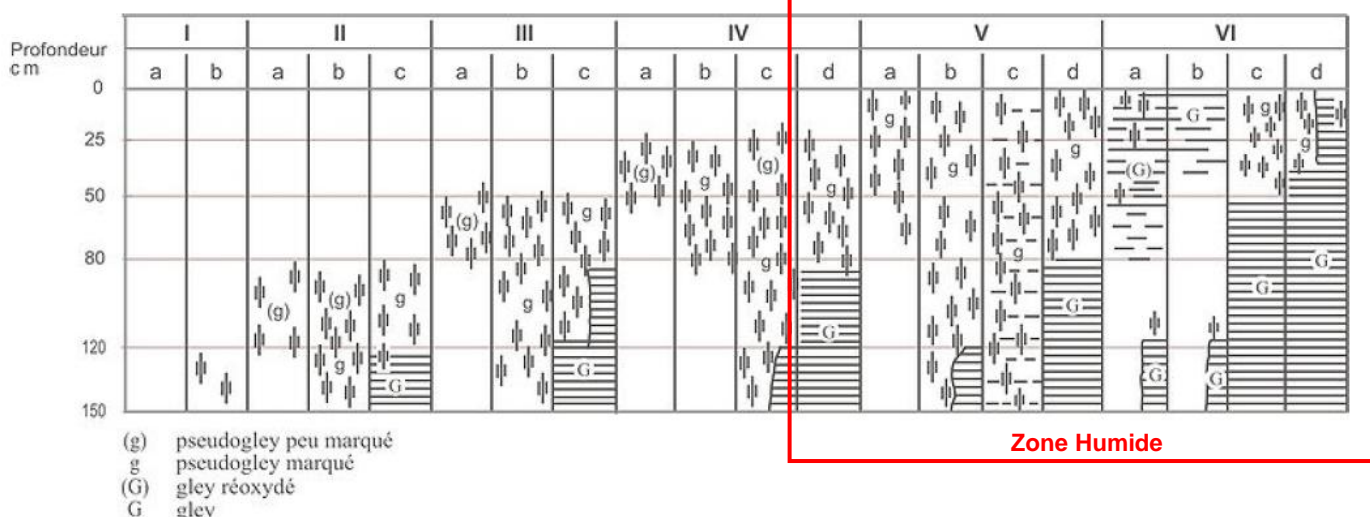 I II III IV V VI
Profondeur
cm
a b a b c a b c a b c d a b c d a b c d
0
g g G g
25
(g) g (g) g g g g (G)
50
(g) g g g
80
(g) (g) g g g G G G
120
g G G G G G
150
Zone Humide
(g) pseudogley peu marqué
g pseudogley marqué
(G) gley réoxydé
G gley